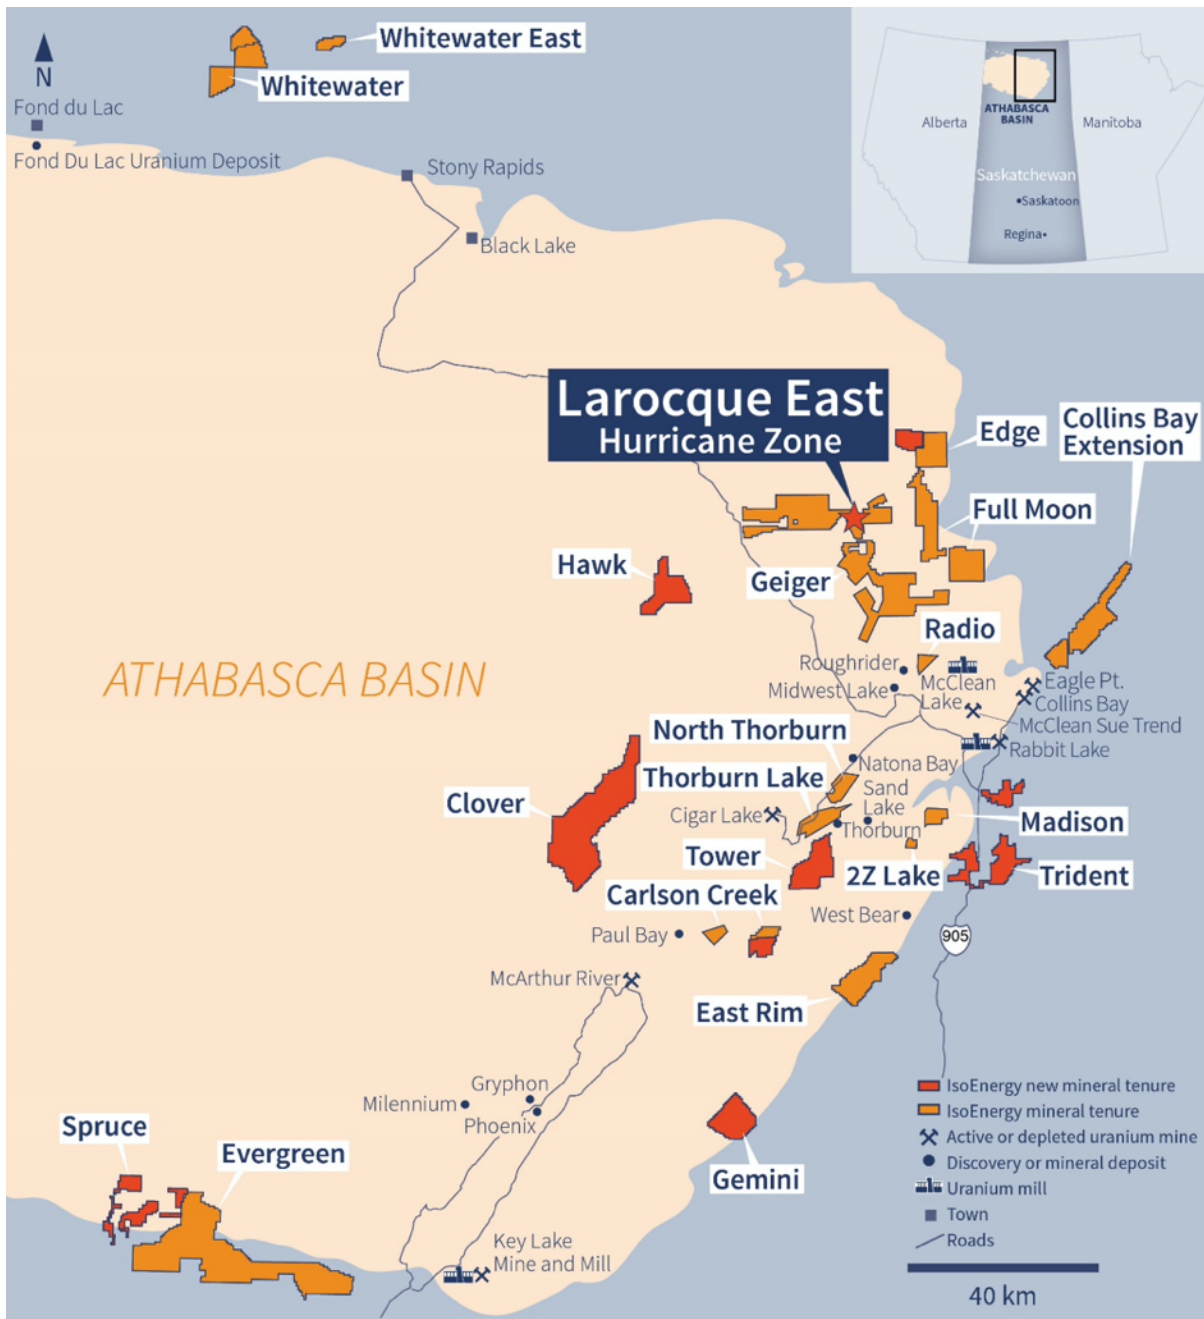 Whitewater East
Whitewater
N
Fond du Lac
Fond Du Lac Uranium Deposit
Stony Rapids
Black Lake
ATHABASCA
BASIN
Alberta
Manitoba
Saskatchewan
Saskatoon
Regina
Larocque East
Hurricane Zone
Edge
Collins Bay
Extension
Full Moon
Hawk
Geiger
Radio
ATHABASCA BASIN
Roughrider
Midwest Lake
McClean
Lake
Eagle Pt.
Collins Bay
McClean Sue Trend
Rabbit Lake
North Thorburn
Natona Bay
Thorburn Lake
Sand
Lake
Clover
Cigar Lake
Thorburn
Madison
Tower
2Z Lake
Trident
Carlson Creek
West Bear
Paul Bay
905
McArthur River
East Rim
Gryphon
Milennium
Phoenix
Gemini
Spruce
Evergreen
Key Lake
Mine and Mill
IsoEnergy new mineral tenure
IsoEnergy mineral tenure
Active or depleted uranium mine
Discovery or mineral deposit
Uranium mill
Town
Roads
40 km